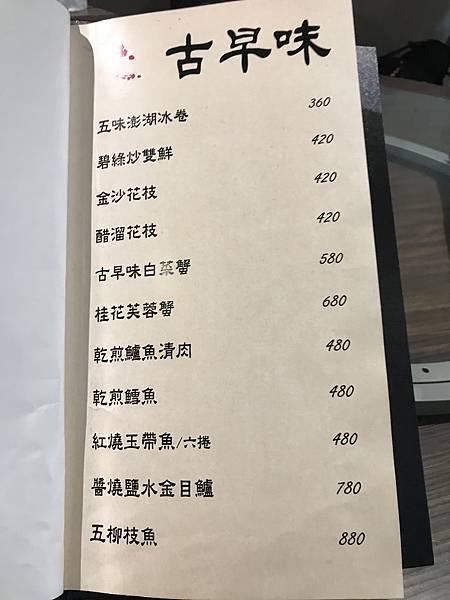 古早味
五味澎湖冰卷 360
碧綠炒雙鮮 420
金沙花枝 420
醋溜花枝 420
古早味白菜蟹 580
桂花芙蓉蟹 680
乾煎鱸魚清肉 480
乾煎鱈魚 480
紅燒玉帶魚/六捲 480
醬燒鹽水金目鱸 780
五柳枝魚 880